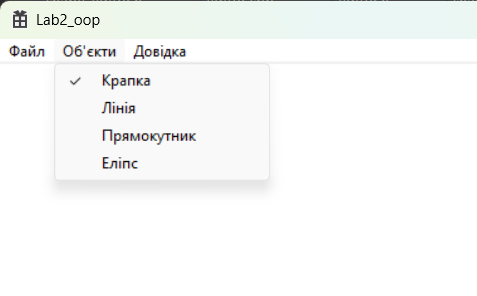 Lab2_oop
Файл Об'єкти Довідка
Крапка
Лінія
Прямокутник
Еліпс